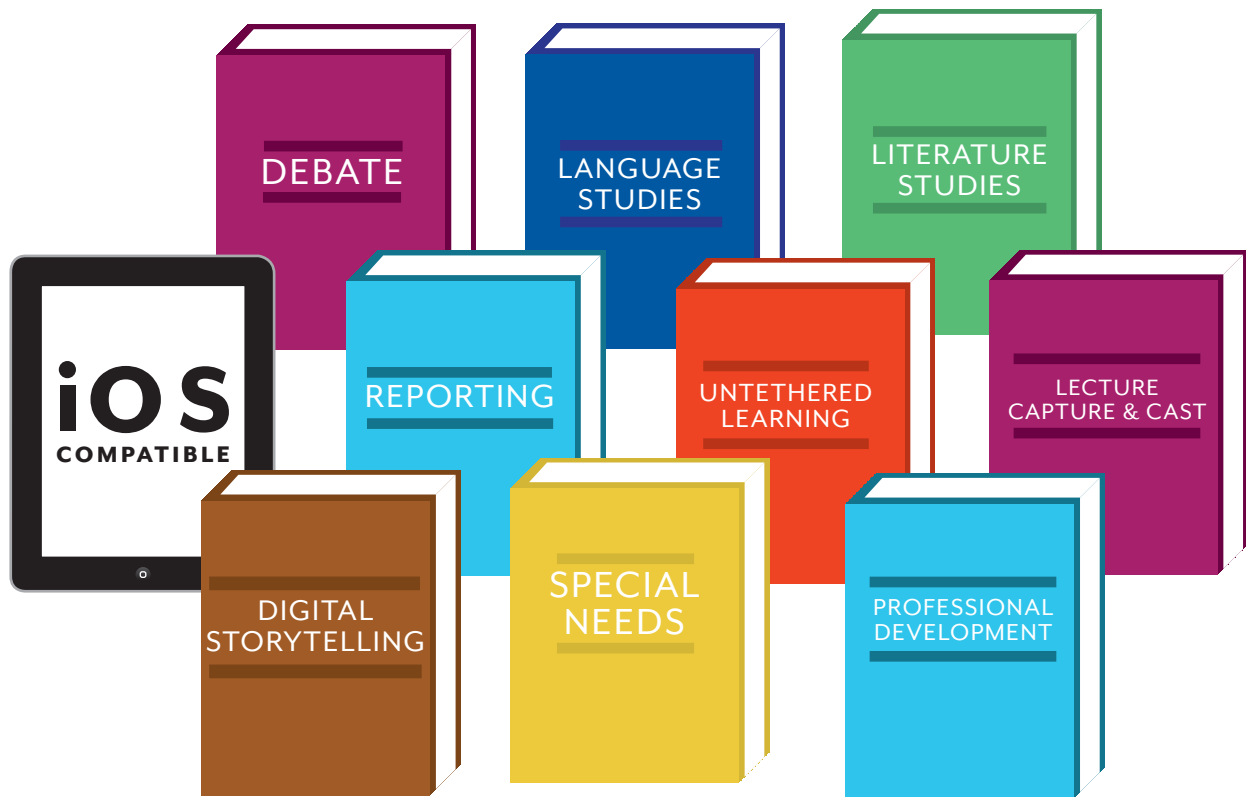 DEBATE
LANGUAGE
STUDIES
LITERATURE
STUDIES
iOS
COMPATIBLE
REPORTING
UNTETHERED
LEARNING
LECTURE
CAPTURE & CAST
DIGITAL
STORYTELLING
SPECIAL
NEEDS
PROFESSIONAL
DEVELOPMENT